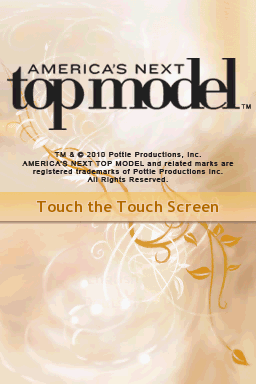 AMERICA'S NEXT
top model™
TM & © 2010 Pottle Productions, Inc.
AMERICA'S NEXT TOP MODEL and related marks are
registered trademarks of Pottle Productions Inc.
All Rights Reserved.
Touch the Touch Screen